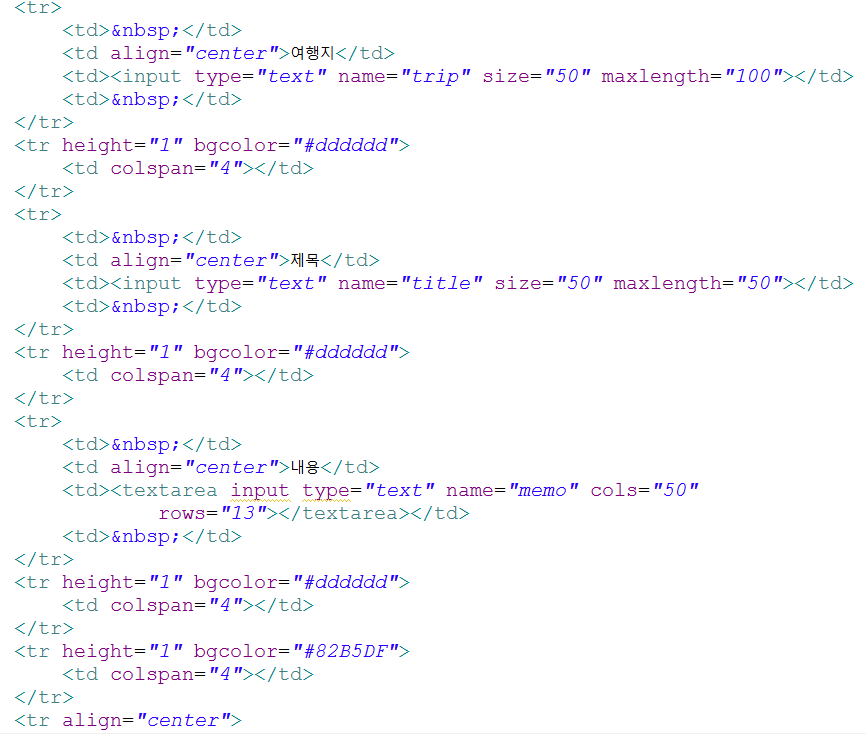 <tr>
<td>&nbsp;</td>
<td align="center">여행지</td>
<td><input type="text" name="trip" size="50" maxlength="100"></td>
<td>&nbsp;</td>
</tr>
<tr height="1" bgcolor="#dddddd">
<td colspan="4"></td>
</tr>
<tr>
<td>&nbsp;</td>
<td align="center">제목</td>
<td><input type="text" name="title" size="50" maxlength="50"></td>
<td>&nbsp;</td>
</tr>
<tr height="1" bgcolor="#dddddd">
<td colspan="4"></td>
</tr>
<tr>
<td>&nbsp;</td>
<td align="center">내용</td>
<td><textarea input type="text" name="memo" cols="50"
rows="13"></textarea></td>
<td>&nbsp;</td>
</tr>
<tr height="1" bgcolor="#dddddd">
<td colspan="4"></td>
</tr>
<tr height="1" bgcolor="#82B5DF">
<td colspan="4"></td>
</tr>
<tr align="center">